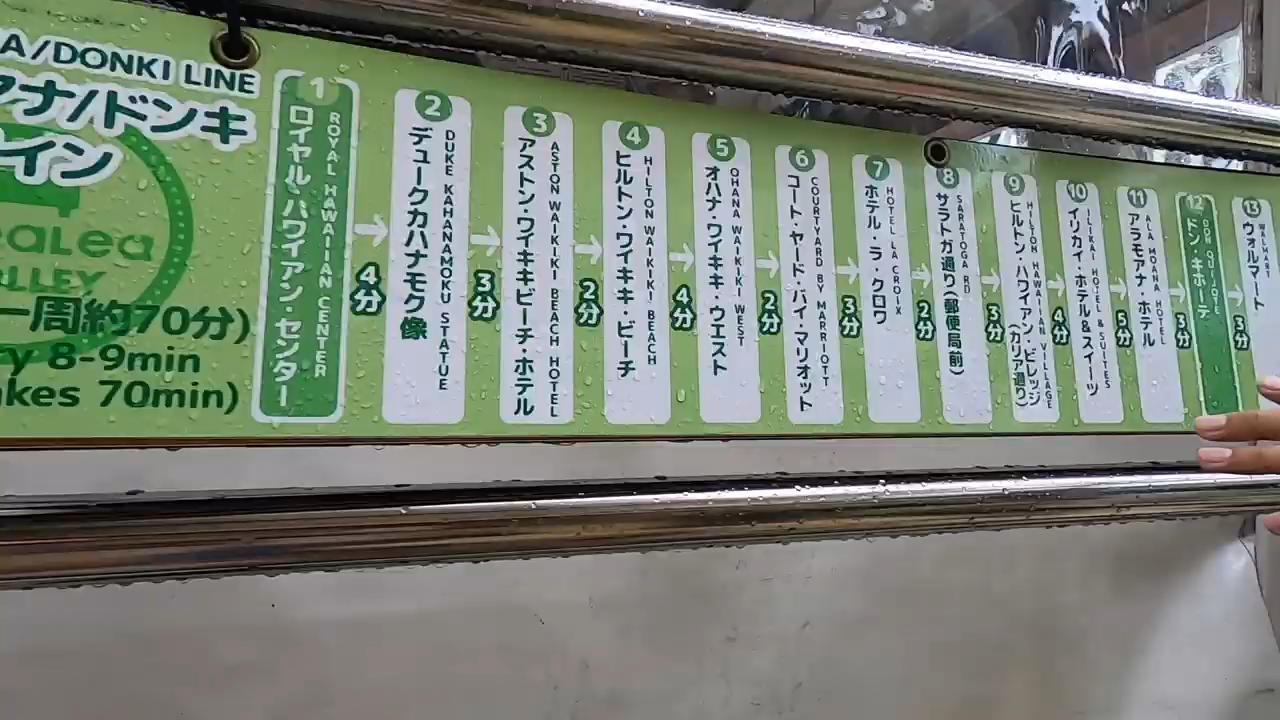 A/DONKI LINE
アナ/ドンキ
イン
eaLea
LLEY
一周約70分)
ry 8-9min
akes 70min)
1
ROYAL HAWAIIAN CENTER
ロイヤル・ハワイアン・センター
4分
2
DUKE KAHANAMOKU STATUE
デュークカハナモク像
3分
3
ASTON WAIKIKI BEACH HOTEL
アストン・ワイキキビーチ・ホテル
2分
4
HILTON WAIKIKI BEACH
ヒルトン・ワイキキ・ビーチ
4分
5
OHANA WAIKIKI WEST
オハナ・ワイキキ・ウエスト
2分
6
COURTYARD BY MARRIOTT
コート・ヤード・バイ・マリオット
3分
7
HOTEL LA CROIX
ホテル・ラ・クロワ
2分
8
SARATOGA RD
サラトガ通り(郵便局前)
3分
9
HILTON HAWAIIAN VILLAGE
ヒルトン・ハワイアン・ビレッジ
(カリア通り)
4分
10
ILIKAI HOTEL & SUITES
イリカイ・ホテル&スイーツ
5分
11
ALA MOANA HOTEL
アラモアナ・ホテル
3分
12
DON QUIJOTE
ドン・キホーテ
3分
13
WALMART
ウォルマート